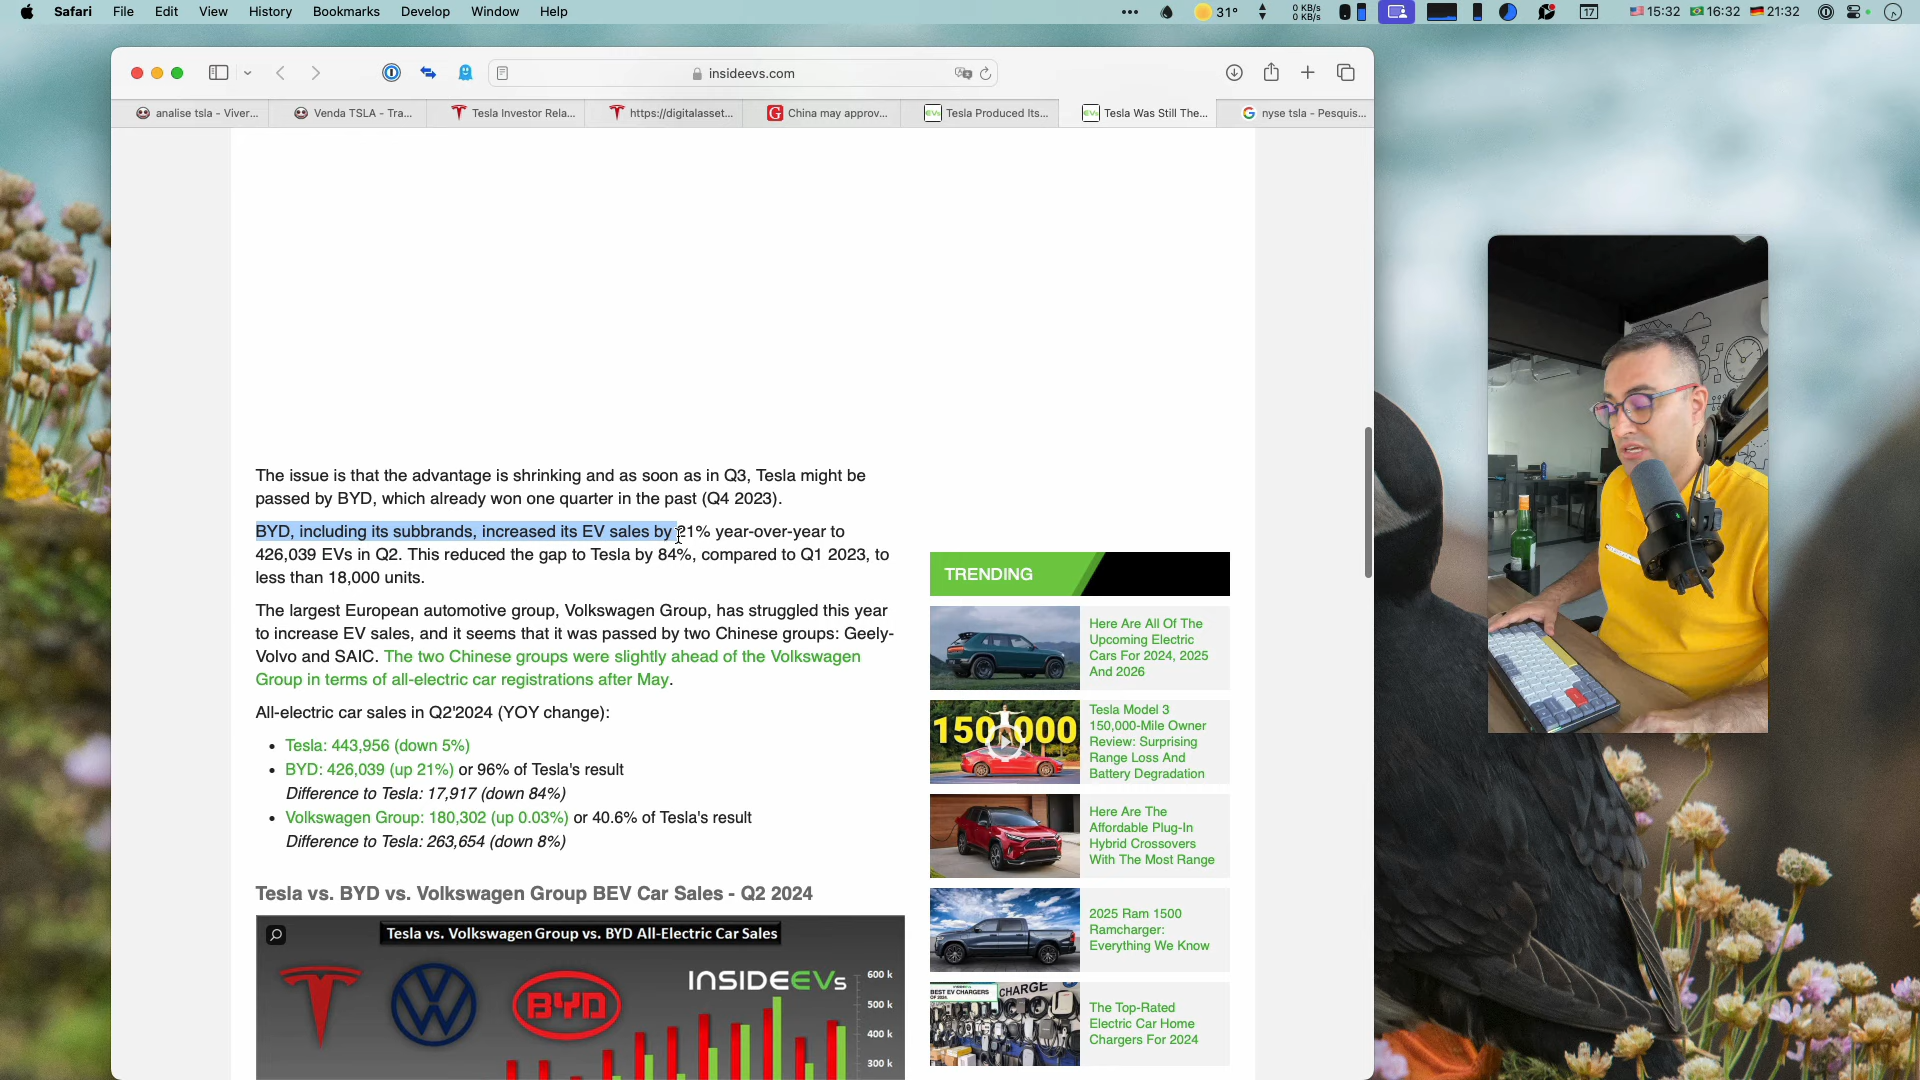 Safari File Edit View History Bookmarks Develop Window Help
31° 0 KB/s 0 KB/s 17 15:32 16:32 21:32
insideevs.com
analise tsla - Viver...
Venda TSLA - Tra...
Tesla Investor Rela...
https://digitalasset...
China may approv...
Tesla Produced Its...
Tesla Was Still The...
nyse tsla - Pesquis...
The issue is that the advantage is shrinking and as soon as in Q3, Tesla might be
passed by BYD, which already won one quarter in the past (Q4 2023).
BYD, including its subbrands, increased its EV sales by 21% year-over-year to
426,039 EVs in Q2. This reduced the gap to Tesla by 84%, compared to Q1 2023, to
less than 18,000 units.
The largest European automotive group, Volkswagen Group, has struggled this year
to increase EV sales, and it seems that it was passed by two Chinese groups: Geely-
Volvo and SAIC. The two Chinese groups were slightly ahead of the Volkswagen
Group in terms of all-electric car registrations after May.
All-electric car sales in Q2'2024 (YOY change):
• Tesla: 443,956 (down 5%)
• BYD: 426,039 (up 21%) or 96% of Tesla's result
Difference to Tesla: 17,917 (down 84%)
• Volkswagen Group: 180,302 (up 0.03%) or 40.6% of Tesla's result
Difference to Tesla: 263,654 (down 8%)
Tesla vs. BYD vs. Volkswagen Group BEV Car Sales - Q2 2024
Tesla vs. Volkswagen Group vs. BYD All-Electric Car Sales
BYD
INSIDEEVs
600 k
500 k
400 k
300 k
TRENDING
Here Are All Of The
Upcoming Electric
Cars For 2024, 2025
And 2026
150,000
Tesla Model 3
150,000-Mile Owner
Review: Surprising
Range Loss And
Battery Degradation
Here Are The
Affordable Plug-In
Hybrid Crossovers
With The Most Range
2025 Ram 1500
Ramcharger:
Everything We Know
BEST EV CHARGERS
CHARGE
The Top-Rated
Electric Car Home
Chargers For 2024